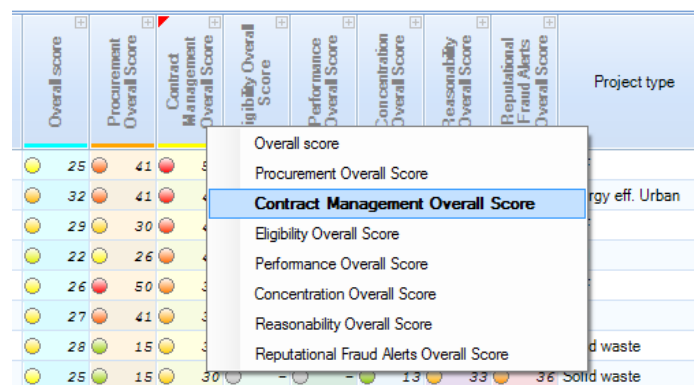 Overall score
Procurement
Overall Score
Contract
Management
Overall Score
Eligibility Overall
Score
Performance
Overall Score
Concentration
Overall Score
Reasonability
Overall Score
Reputational
Fraud Alerts
Overall Score
Project type
Overall score
Procurement Overall Score
Contract Management Overall Score
Eligibility Overall Score
Performance Overall Score
Concentration Overall Score
Reasonability Overall Score
Reputational Fraud Alerts Overall Score
25 41
32 41 rgy eff. Urban
29 30
22 26
26 50
27 41
28 15 d waste
25 15 30 - - 13 33 36 Solid waste